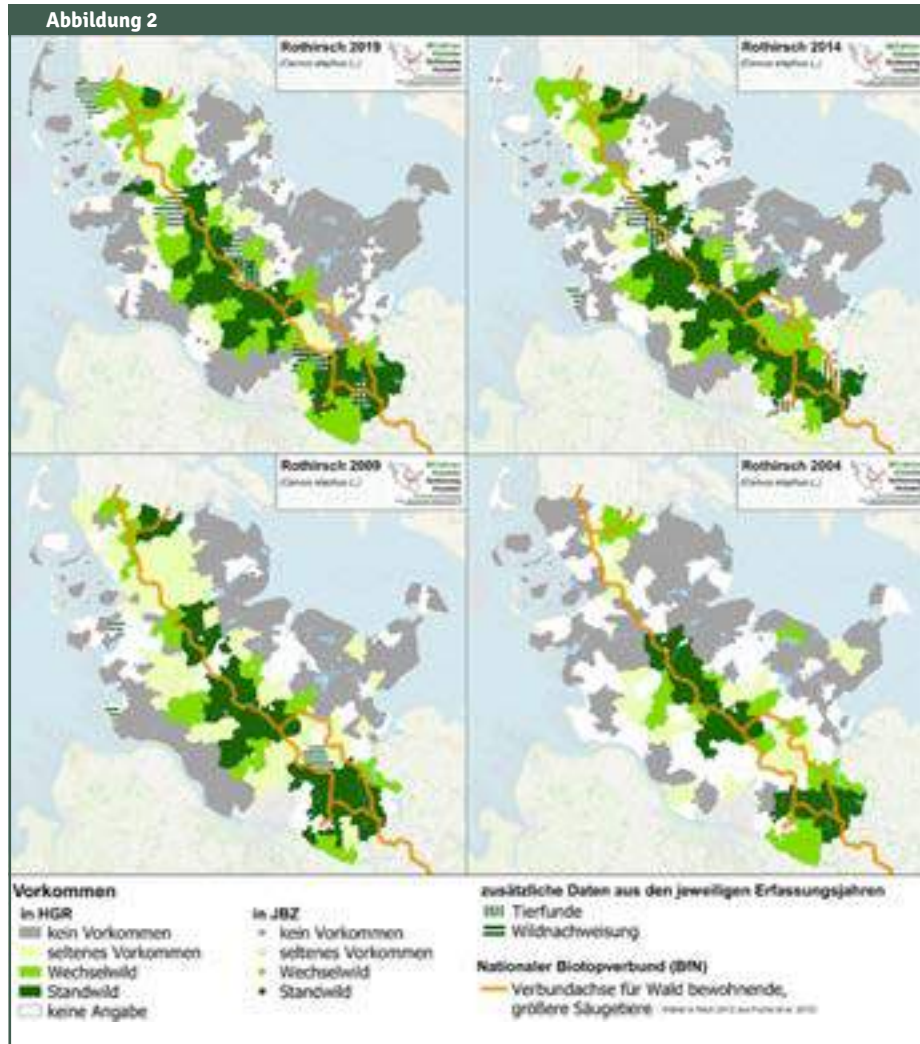 Abbildung 2
Rothirsch 2019
(Cervus elaphus L.)
Rothirsch 2014
(Cervus elaphus L.)
Rothirsch 2009
(Cervus elaphus L.)
Rothirsch 2004
(Cervus elaphus L.)
Vorkommen
in HGR
kein Vorkommen
seltenes Vorkommen
Wechselwild
Standwild
keine Angabe
in JBZ
kein Vorkommen
seltenes Vorkommen
Wechselwild
Standwild
zusätzliche Daten aus den jeweiligen Erfassungsjahren
Tierfunde
Wildnachweisung
Nationaler Biotopverbund (BfN)
Verbundachse für Wald bewohnende,
größere Säugetiere